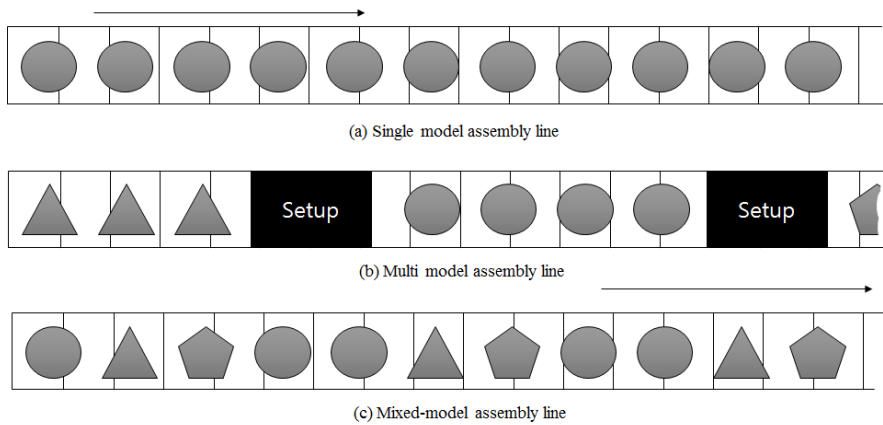 (a) Single model assembly line
Setup Setup
(b) Multi model assembly line
(c) Mixed-model assembly line